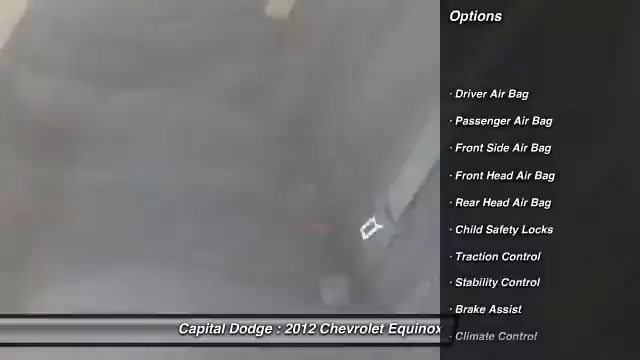 Options
· Driver Air Bag
· Passenger Air Bag
· Front Side Air Bag
· Front Head Air Bag
· Rear Head Air Bag
· Child Safety Locks
· Traction Control
· Stability Control
· Brake Assist
· Climate Control
Capital Dodge : 2012 Chevrolet Equinox